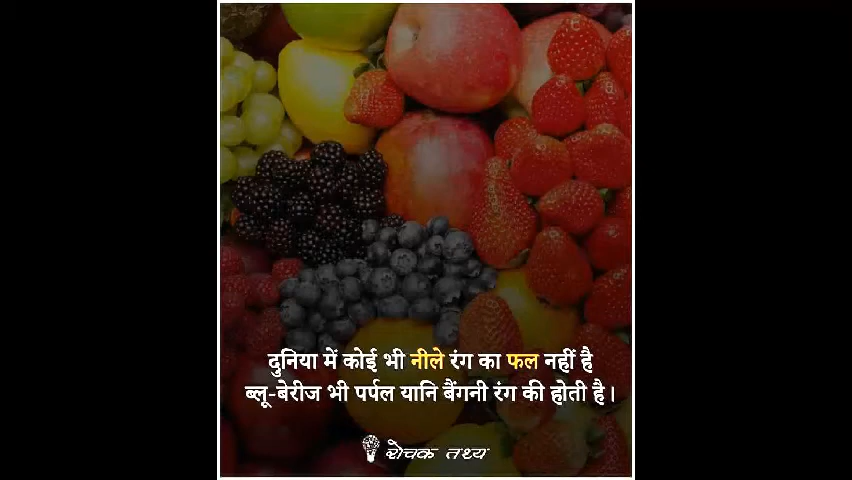 दुनिया में कोई भी नीले रंग का फल नहीं है
ब्लू-बेरीज भी पर्पल यानि बैंगनी रंग की होती है।
रोचक तथ्य